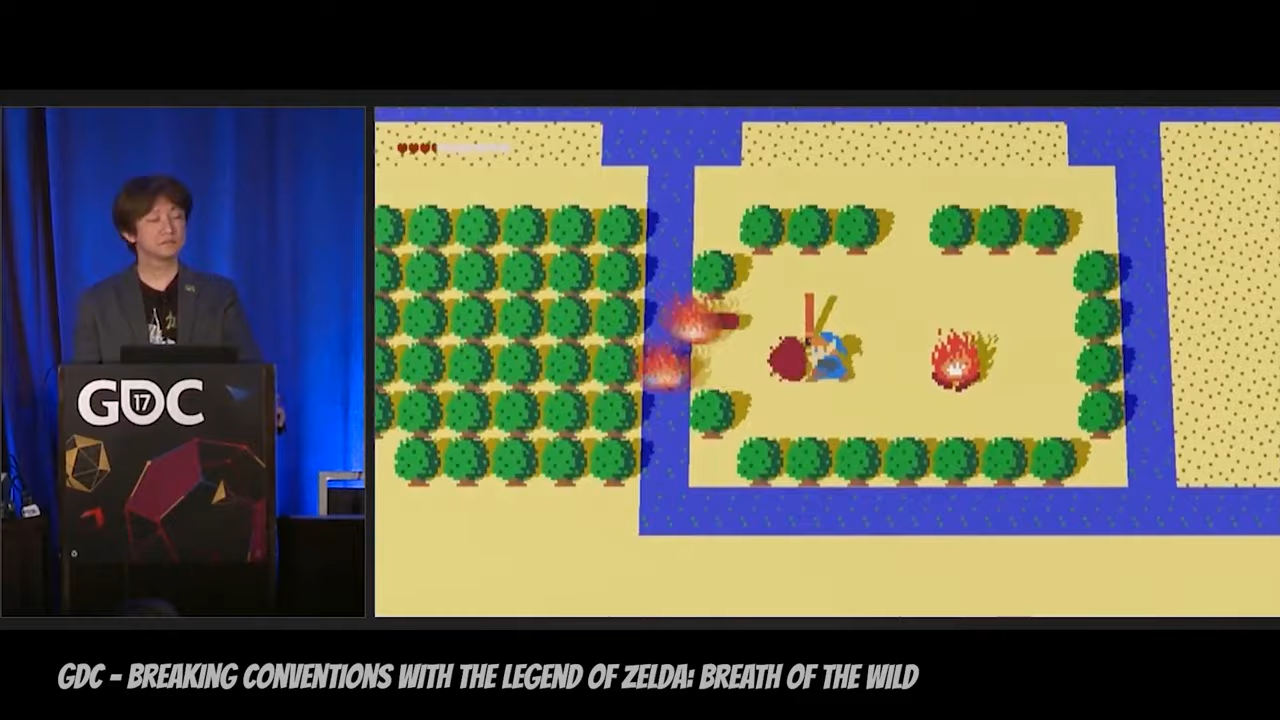 GDC
17
GDC - BREAKING CONVENTIONS WITH THE LEGEND OF ZELDA: BREATH OF THE WILD